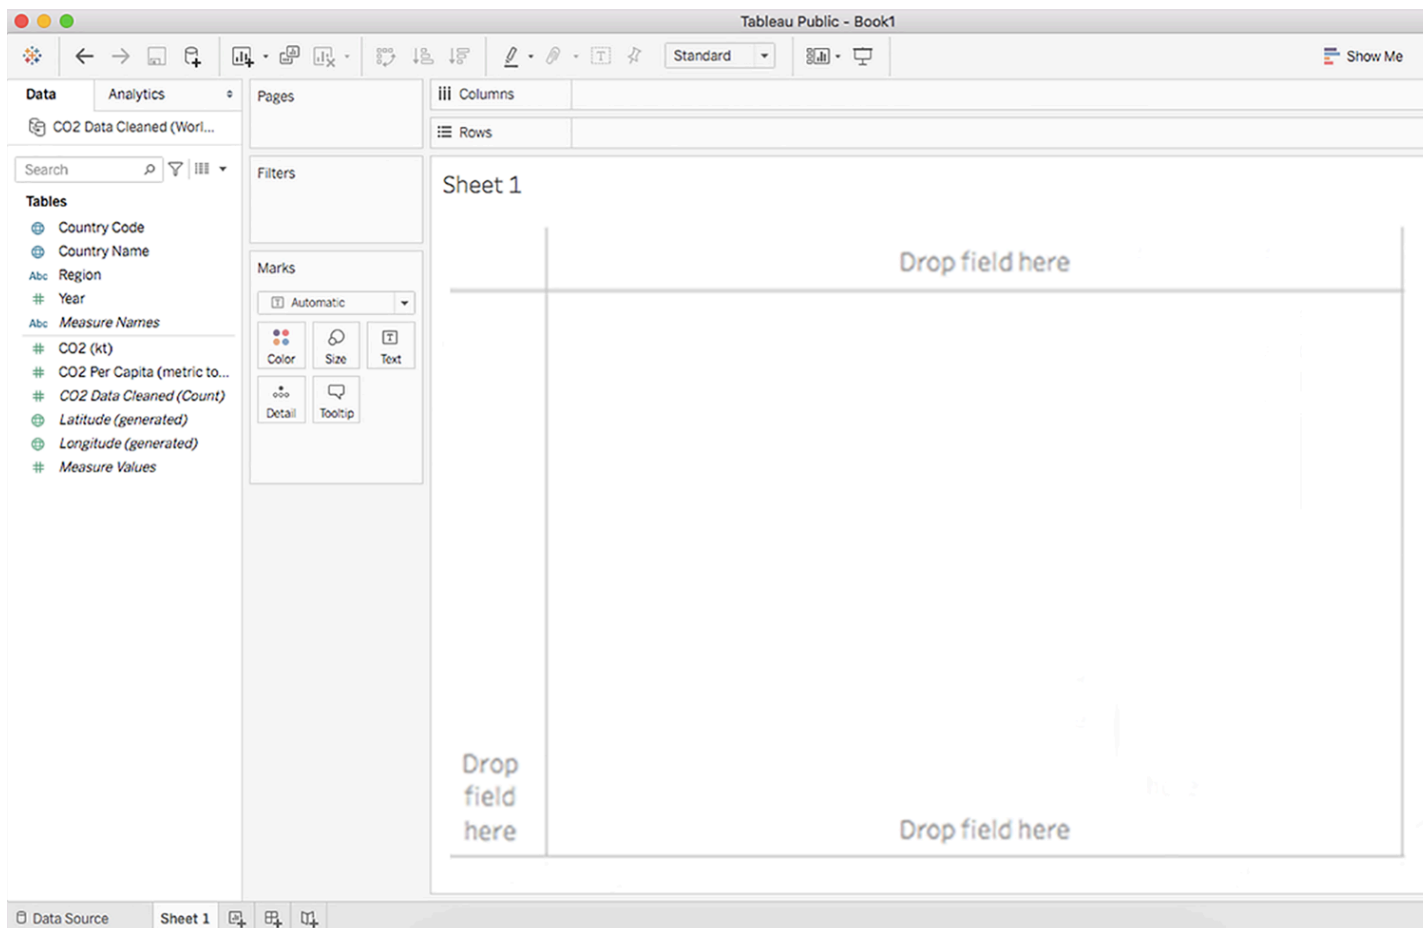 Tableau Public - Book1
Standard
Show Me
Data
Analytics
Pages
Columns
CO2 Data Cleaned (Worl...
Rows
Search
Filters
Sheet 1
Tables
Country Code
Country Name
Abc Region
Year
Abc Measure Names
CO2 (kt)
CO2 Per Capita (metric to...
CO2 Data Cleaned (Count)
Latitude (generated)
Longitude (generated)
Measure Values
Marks
T Automatic
Color
Size
Text
Detail
Tooltip
Drop field here
Drop
field
here
Drop field here
Data Source
Sheet 1